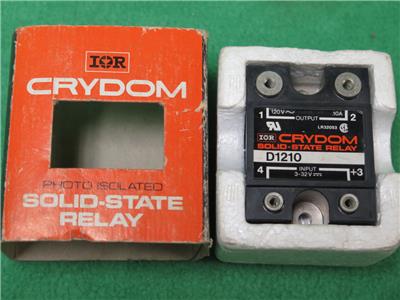 IOR
CRYDOM
PHOTO ISOLATED
SOLID-STATE
RELAY
120V~ 10A
1 OUTPUT 2
LR32053
IOR CRYDOM
SOLID-STATE RELAY
D1210
4 INPUT +3
3-32V